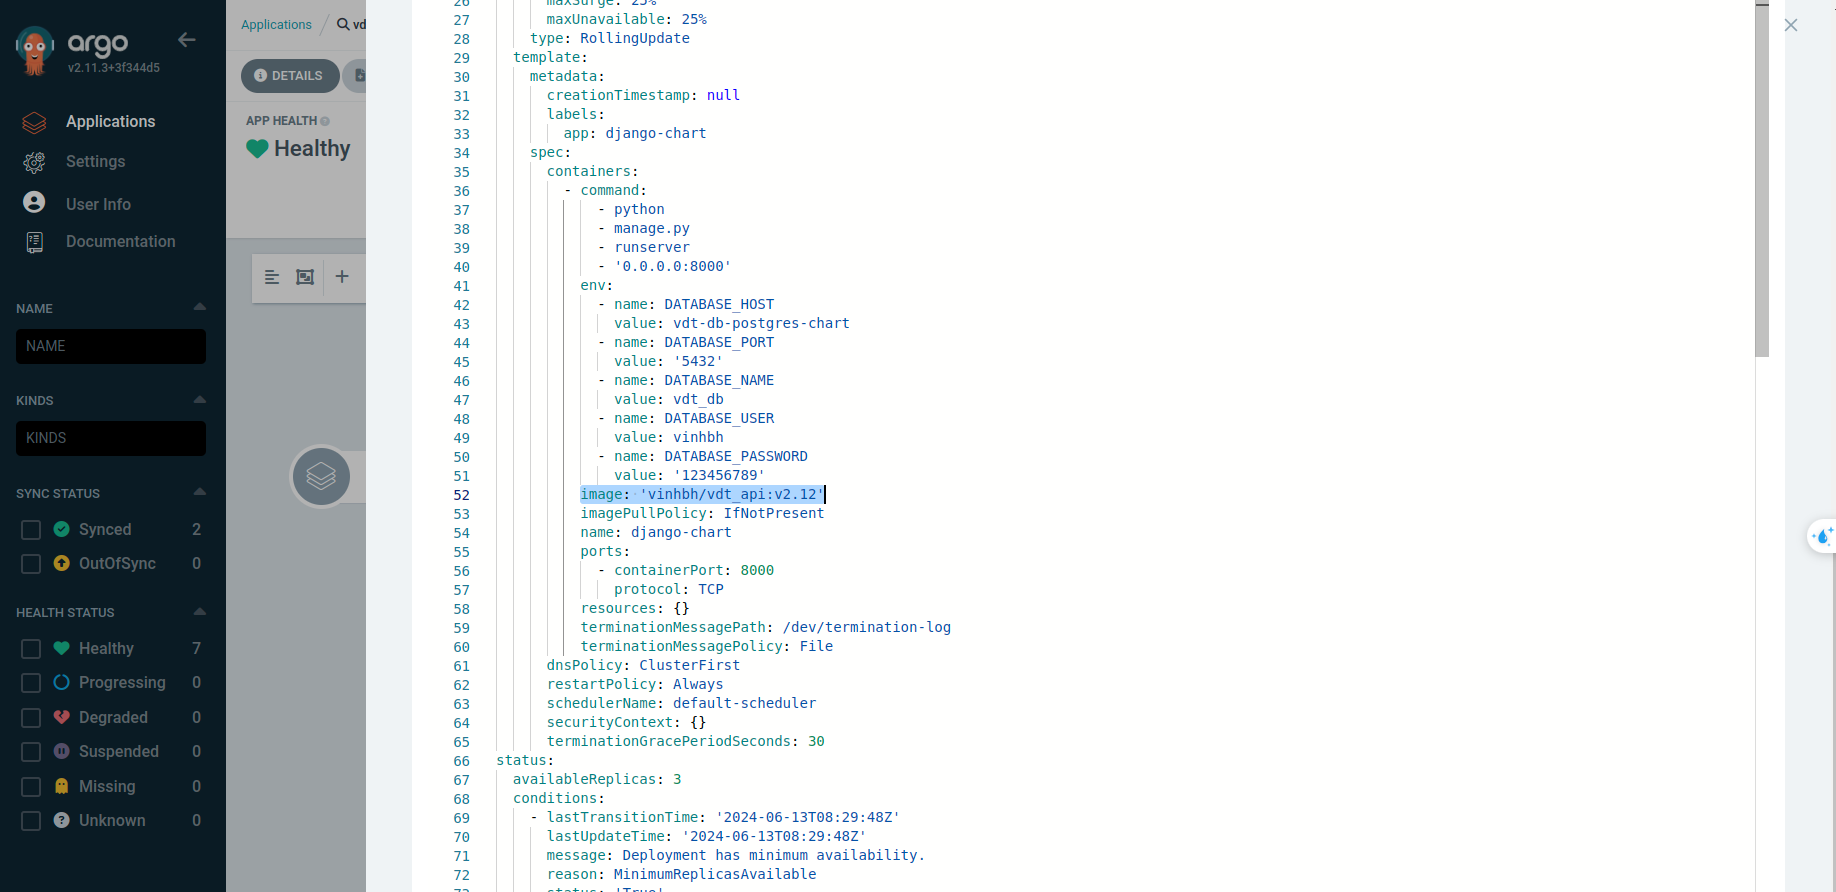 argo
v2.11.3+3f344d5
Applications
Settings
User Info
Documentation
NAME
NAME
KINDS
KINDS
SYNC STATUS
Synced 2
OutOfSync 0
HEALTH STATUS
Healthy 7
Progressing 0
Degraded 0
Suspended 0
Missing 0
Unknown 0
Applications / vd
DETAILS
APP HEALTH
Healthy
26 maxSurge: 25%
27 maxUnavailable: 25%
28 type: RollingUpdate
29 template:
30 metadata:
31 creationTimestamp: null
32 labels:
33 app: django-chart
34 spec:
35 containers:
36 - command:
37 - python
38 - manage.py
39 - runserver
40 - '0.0.0.0:8000'
41 env:
42 - name: DATABASE_HOST
43 value: vdt-db-postgres-chart
44 - name: DATABASE_PORT
45 value: '5432'
46 - name: DATABASE_NAME
47 value: vdt_db
48 - name: DATABASE_USER
49 value: vinhbh
50 - name: DATABASE_PASSWORD
51 value: '123456789'
52 image: 'vinhbh/vdt_api:v2.12'
53 imagePullPolicy: IfNotPresent
54 name: django-chart
55 ports:
56 - containerPort: 8000
57 protocol: TCP
58 resources: {}
59 terminationMessagePath: /dev/termination-log
60 terminationMessagePolicy: File
61 dnsPolicy: ClusterFirst
62 restartPolicy: Always
63 schedulerName: default-scheduler
64 securityContext: {}
65 terminationGracePeriodSeconds: 30
66 status:
67 availableReplicas: 3
68 conditions:
69 - lastTransitionTime: '2024-06-13T08:29:48Z'
70 lastUpdateTime: '2024-06-13T08:29:48Z'
71 message: Deployment has minimum availability.
72 reason: MinimumReplicasAvailable
73 status: 'True'